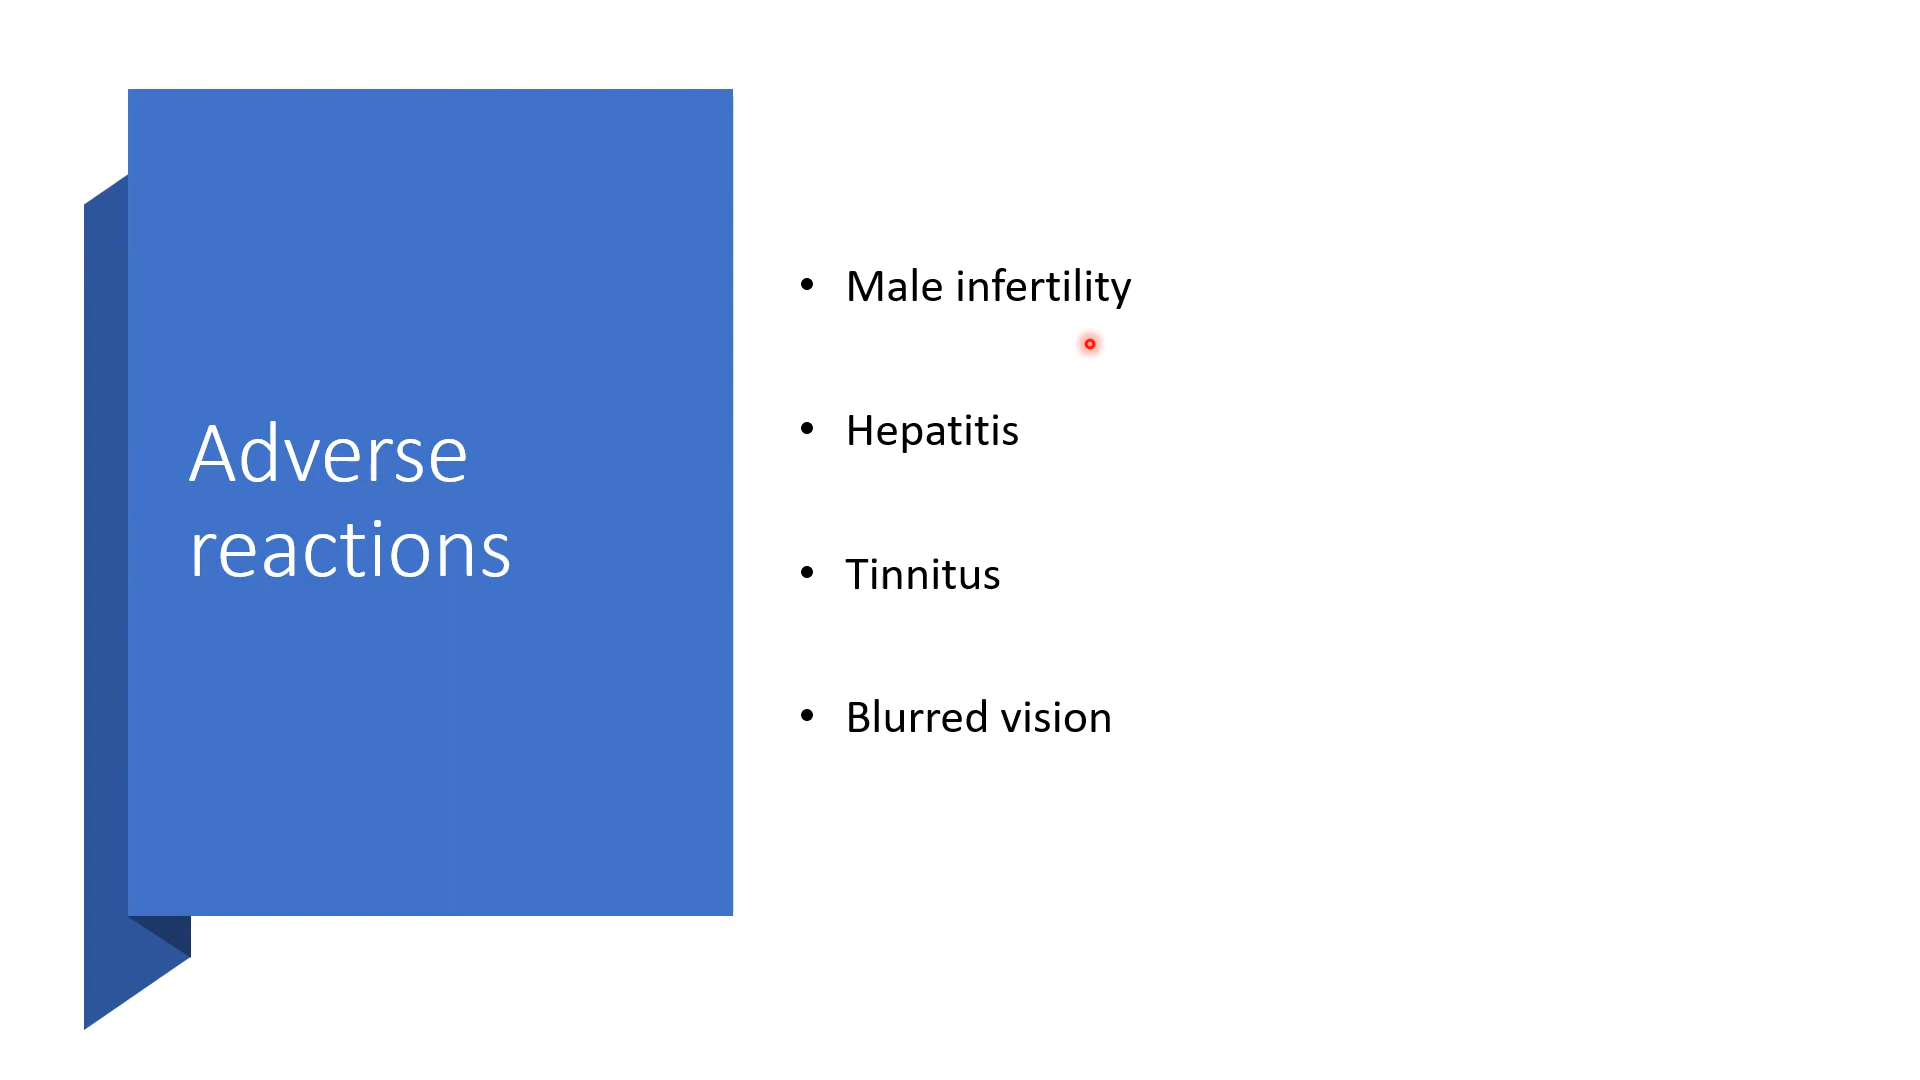 Adverse
reactions
• Male infertility
• Hepatitis
• Tinnitus
• Blurred vision